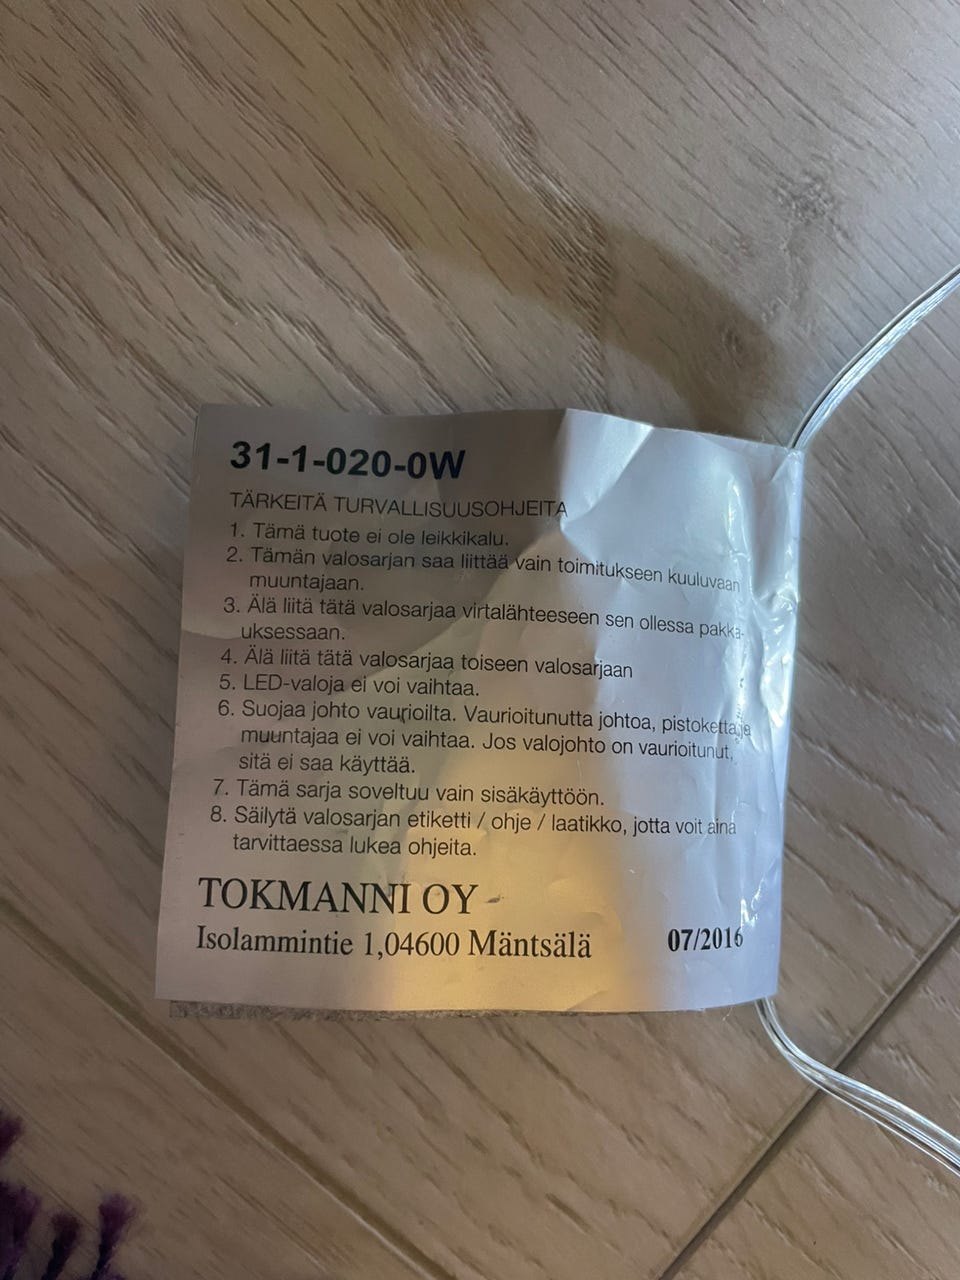 31-1-020-0W
TÄRKEITÄ TURVALLISUUSOHJEITA
1. Tämä tuote ei ole leikkikalu.
2. Tämän valosarjan saa liittää vain toimitukseen kuuluvaan
muuntajaan.
3. Älä liitä tätä valosarjaa virtalähteeseen sen ollessa pakka-
uksessaan.
4. Älä liitä tätä valosarjaa toiseen valosarjaan
5. LED-valoja ei voi vaihtaa.
6. Suojaa johto vaurioilta. Vaurioitunutta johtoa, pistoketta ja
muuntajaa ei voi vaihtaa. Jos valojohto on vaurioitunut,
sitä ei saa käyttää.
7. Tämä sarja soveltuu vain sisäkäyttöön.
8. Säilytä valosarjan etiketti / ohje / laatikko, jotta voit aina
tarvittaessa lukea ohjeita.
TOKMANNI OY
Isolammintie 1,04600 Mäntsälä 07/2016